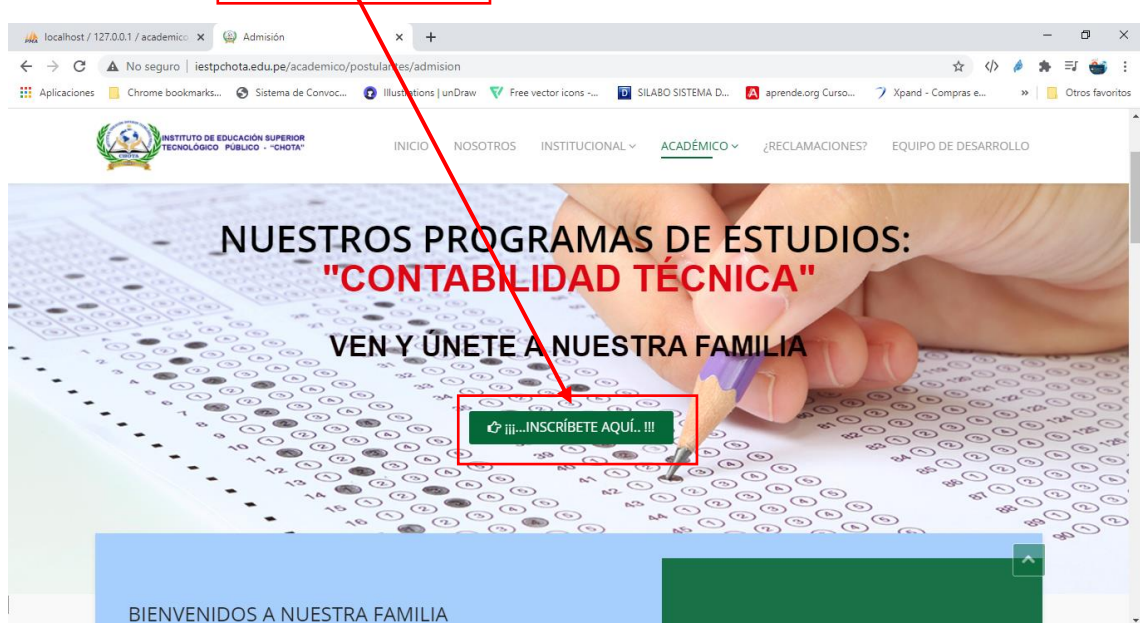 localhost / 127.0.0.1 / academico
Admisión
No seguro | iestpchota.edu.pe/academico/postulantes/admision
Aplicaciones
Chrome bookmarks...
Sistema de Convoc...
Illustrations | unDraw
Free vector icons -...
SILABO SISTEMA D...
aprende.org Curso...
Xpand - Compras e...
»
Otros favoritos
INSTITUTO DE EDUCACIÓN SUPERIOR
TECNOLÓGICO PÚBLICO - "CHOTA"
CHOTA
INICIO
NOSOTROS
INSTITUCIONAL
ACADÉMICO
¿RECLAMACIONES?
EQUIPO DE DESARROLLO
NUESTROS PROGRAMAS DE ESTUDIOS:
"CONTABILIDAD TÉCNICA"
VEN Y ÚNETE A NUESTRA FAMILIA
¡¡¡...INSCRÍBETE AQUÍ.. !!!
BIENVENIDOS A NUESTRA FAMILIA